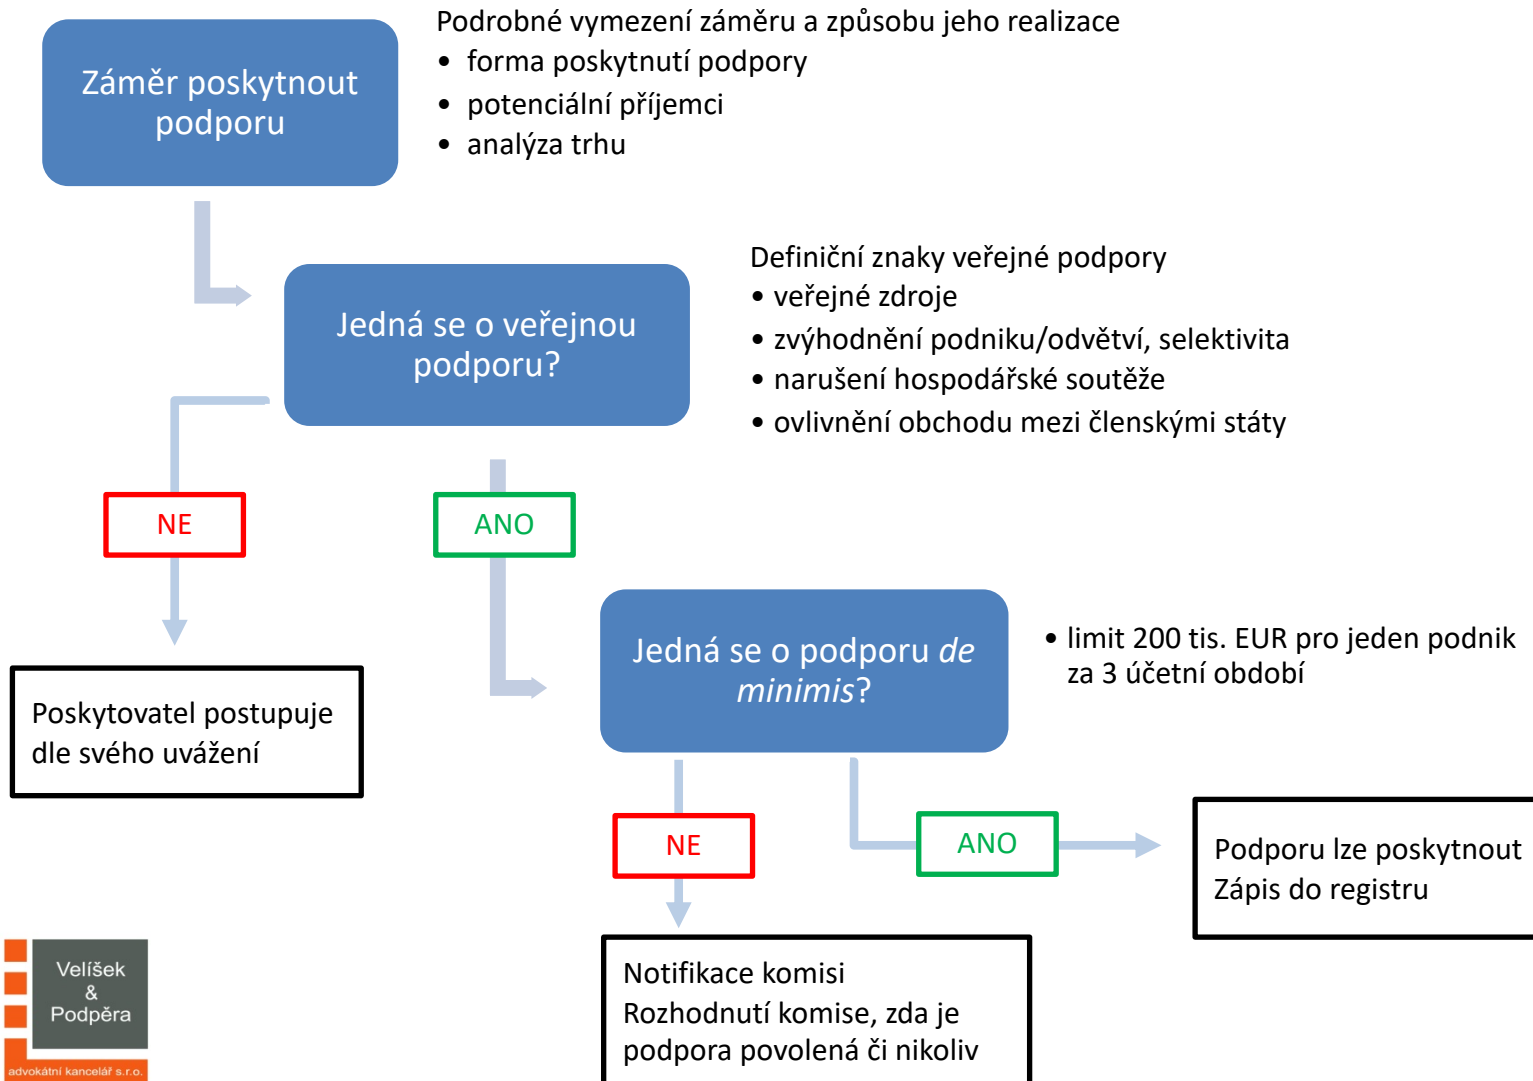 Podrobné vymezení záměru a způsobu jeho realizace
• forma poskytnutí podpory
• potenciální příjemci
• analýza trhu
Záměr poskytnout
podporu
Definiční znaky veřejné podpory
• veřejné zdroje
• zvýhodnění podniku/odvětví, selektivita
• narušení hospodářské soutěže
• ovlivnění obchodu mezi členskými státy
Jedná se o veřejnou
podporu?
NE
ANO
Poskytovatel postupuje
dle svého uvážení
Jedná se o podporu de
minimis?
• limit 200 tis. EUR pro jeden podnik
za 3 účetní období
NE
ANO
Podporu lze poskytnout
Zápis do registru
Notifikace komisi
Rozhodnutí komise, zda je
podpora povolená či nikoliv
Velíšek
&
Podpěra
advokátní kancelář s.r.o.